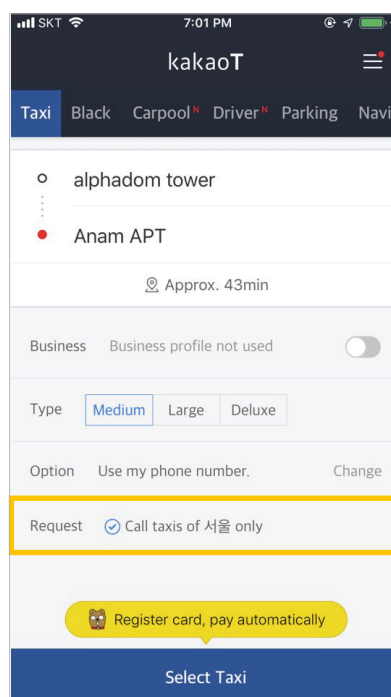 SKT 7:01 PM
kakaoT
Taxi Black Carpool N Driver N Parking Navi
alphadom tower
Anam APT
Approx. 43min
Business Business profile not used
Type Medium Large Deluxe
Option Use my phone number. Change
Request Call taxis of 서울 only
Register card, pay automatically
Select Taxi